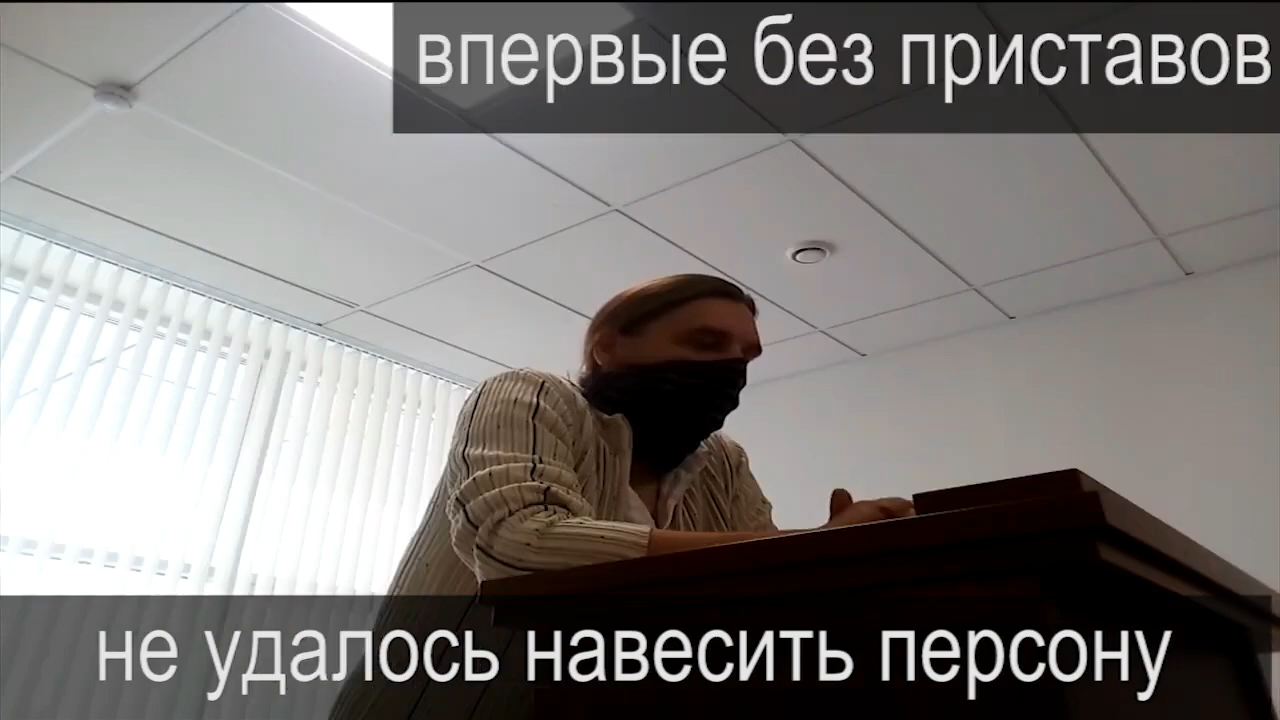 впервые без приставов
не удалось навесить персону